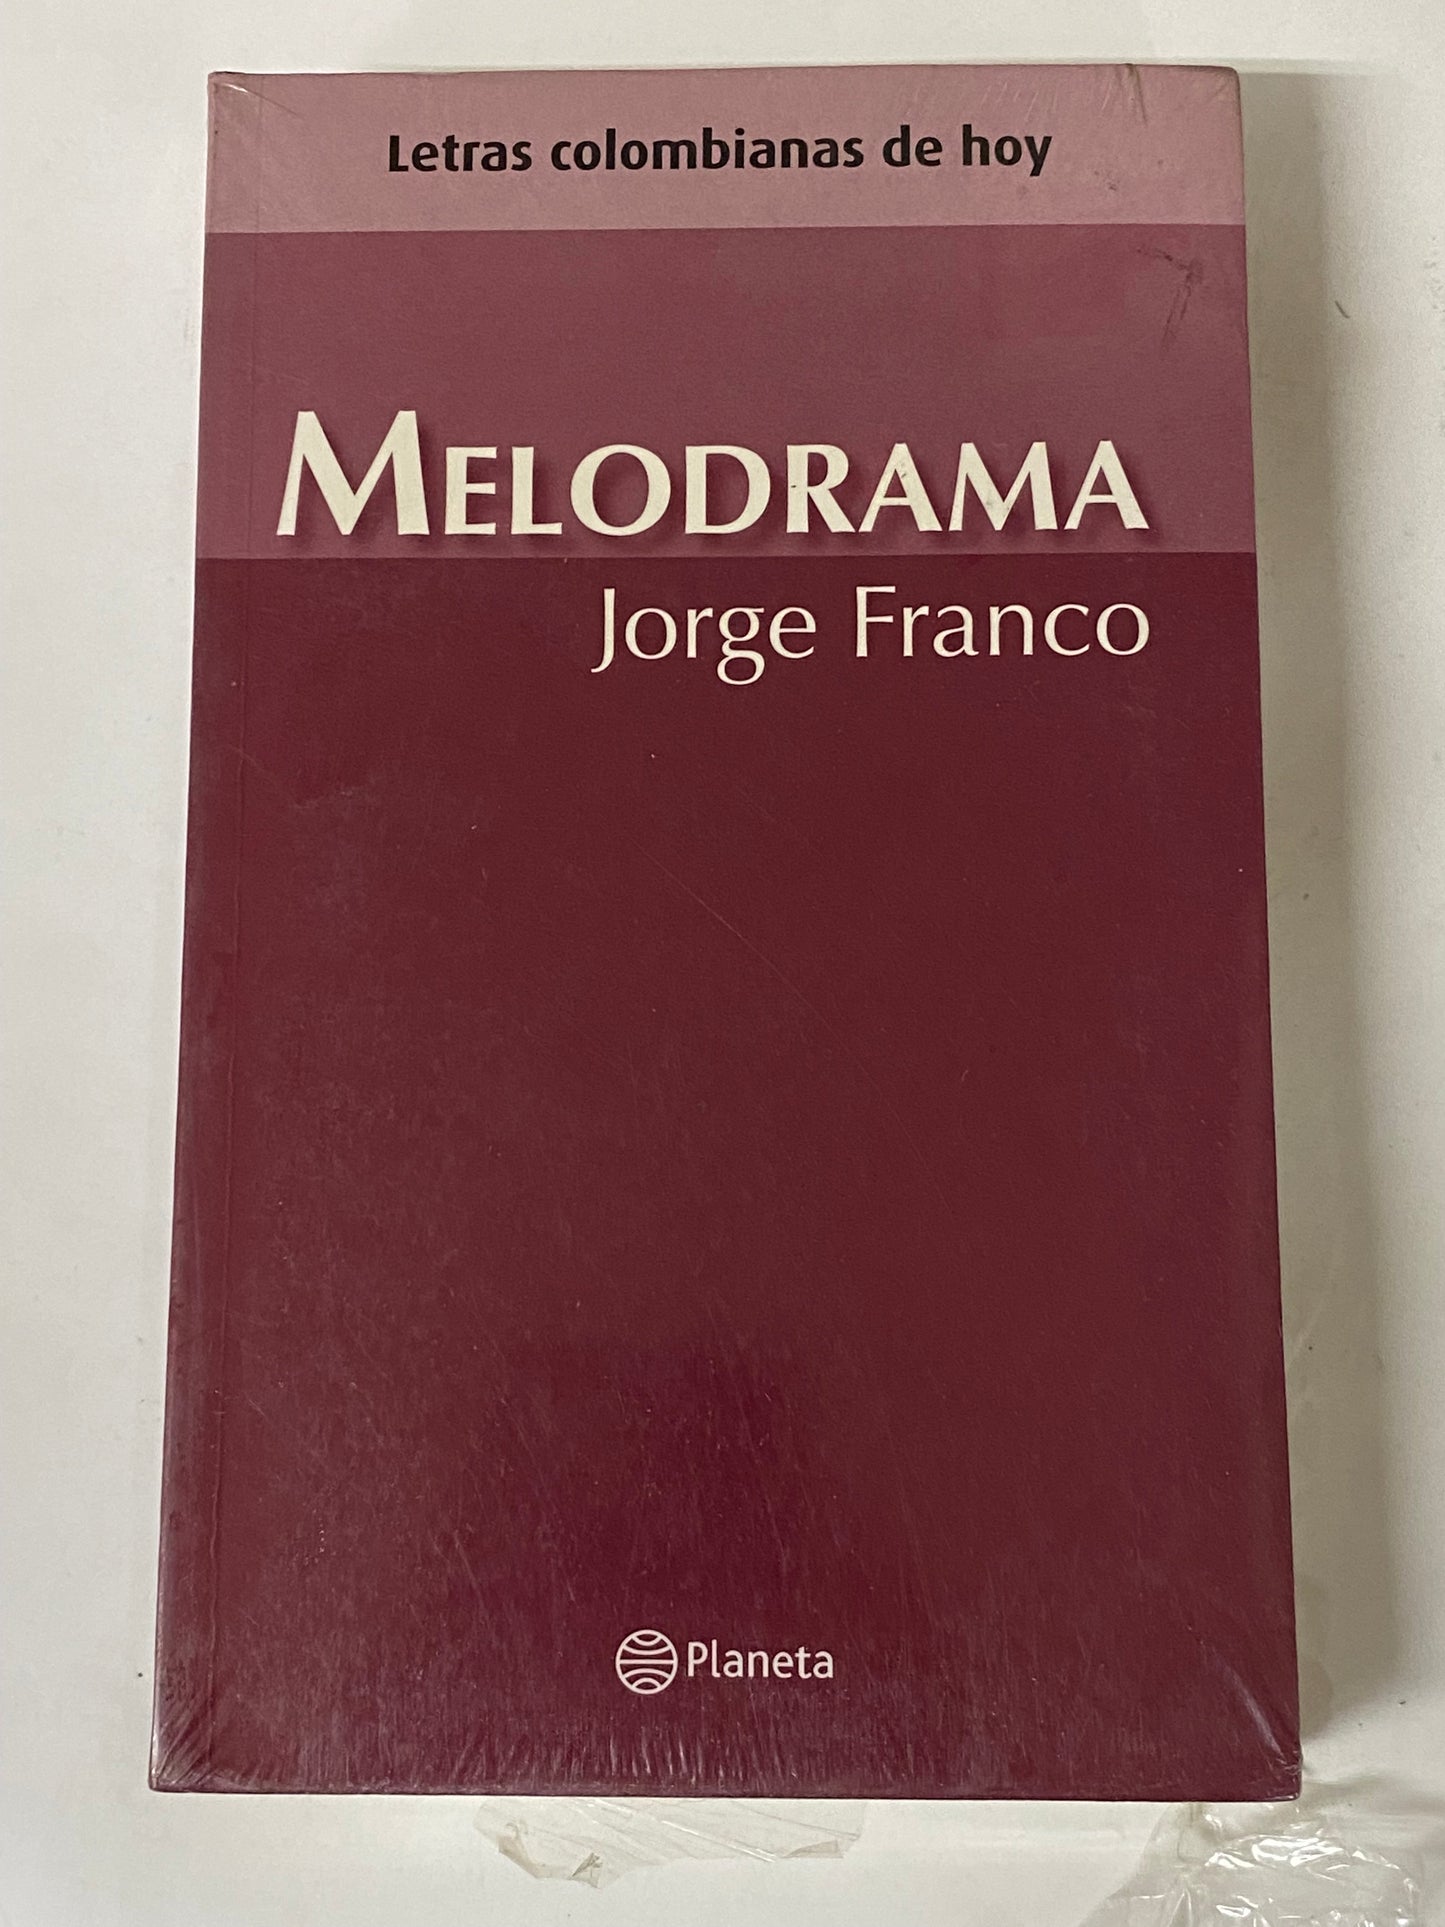 Letras colombianas de hoy
MELODRAMA
Jorge Franco
Planeta